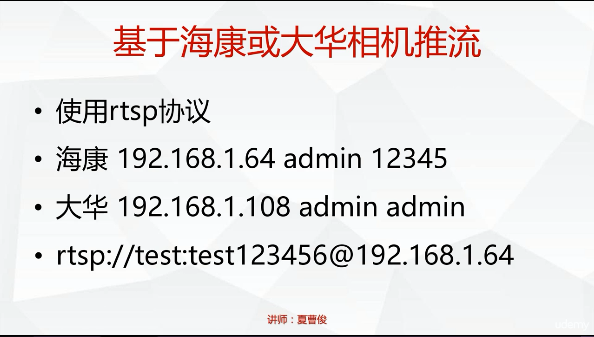 基于海康或大华相机推流
• 使用rtsp协议
• 海康 192.168.1.64 admin 12345
• 大华 192.168.1.108 admin admin
• rtsp://test:test123456@192.168.1.64
讲师：夏曹俊